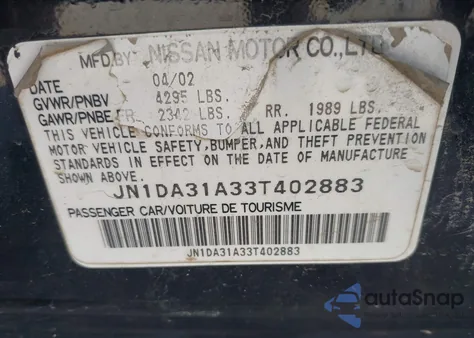 MFD.BY NISSAN MOTOR CO.,LTD
DATE 04/02
GVWR/PNBV 4295 LBS.
GAWR/PNBE FR. 2342 LBS. RR. 1989 LBS.
THIS VEHICLE CONFORMS TO ALL APPLICABLE FEDERAL
MOTOR VEHICLE SAFETY, BUMPER, AND THEFT PREVENTION
STANDARDS IN EFFECT ON THE DATE OF MANUFACTURE
SHOWN ABOVE.
JN1DA31A33T402883
PASSENGER CAR/VOITURE DE TOURISME
JN1DA31A33T402883
autoSnap